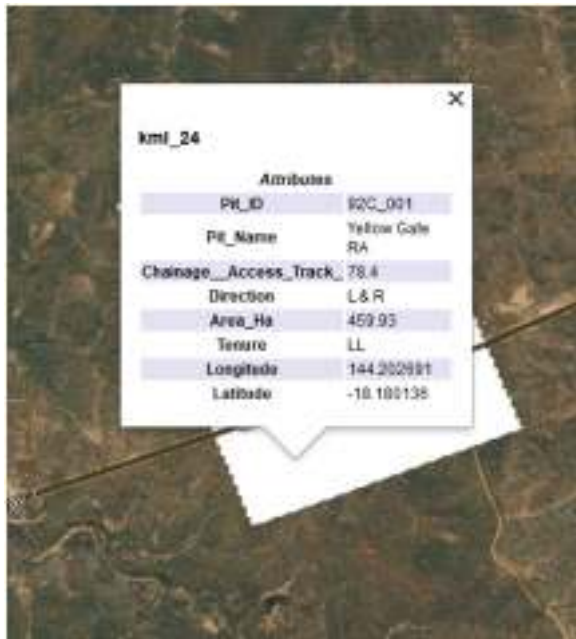 kml_24
Attributes
Pit_ID 92C_001
Pit_Name Yellow Gate RA
Chainage__Access_Track_ 78.4
Direction L & R
Area_Ha 459.93
Tenure LL
Longitude 144.202691
Latitude -18.180136